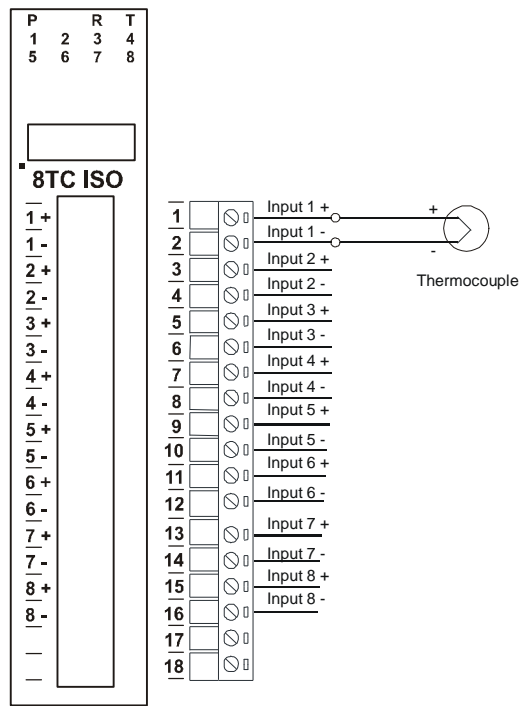 P R T
1 2 3 4
5 6 7 8
8TC ISO
1 +
1 -
2 +
2 -
3 +
3 -
4 +
4 -
5 +
5 -
6 +
6 -
7 +
7 -
8 +
8 -
1 Input 1 +
2 Input 1 -
3 Input 2 +
4 Input 2 -
5 Input 3 +
6 Input 3 -
7 Input 4 +
8 Input 4 -
9 Input 5 +
10 Input 5 -
11 Input 6 +
12 Input 6 -
13 Input 7 +
14 Input 7 -
15 Input 8 +
16 Input 8 -
17
18
+
-
Thermocouple